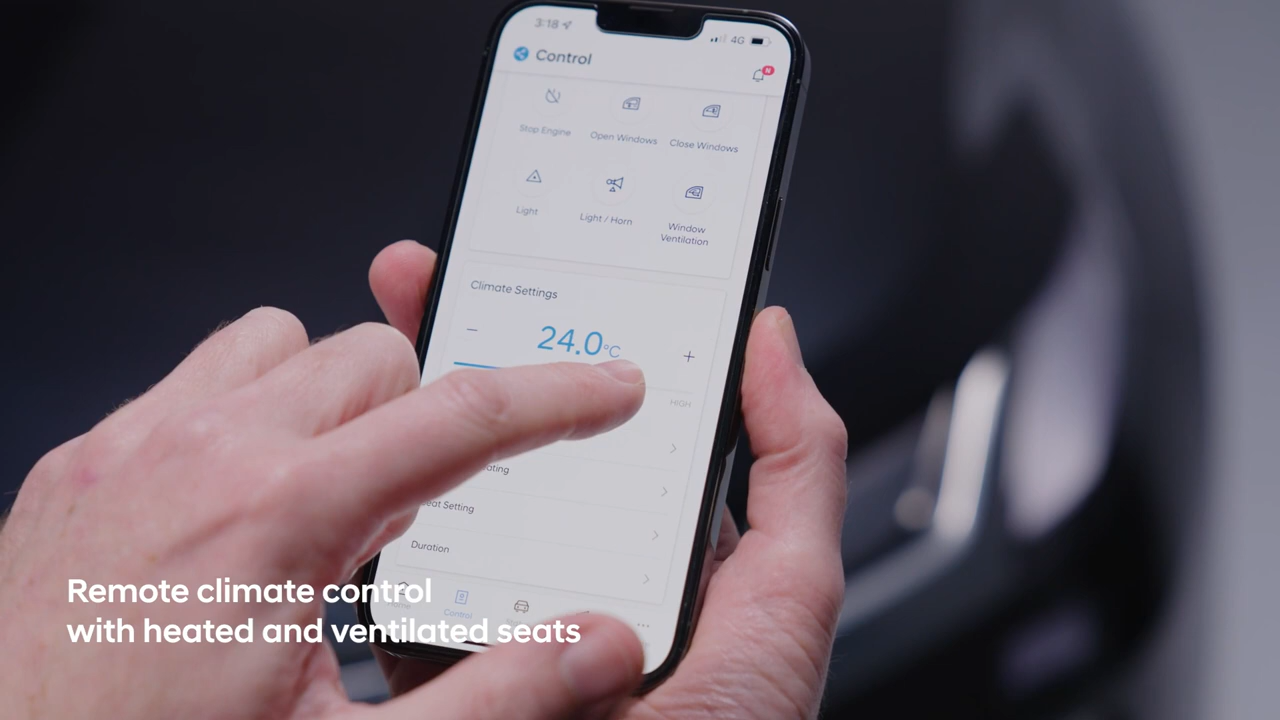 3:18
4G
Control
N
Stop Engine
Open Windows
Close Windows
Light
Light / Horn
Window
Ventilation
Climate Settings
24.0°C
HIGH
Seat Setting
Duration
Control
Remote climate control
with heated and ventilated seats